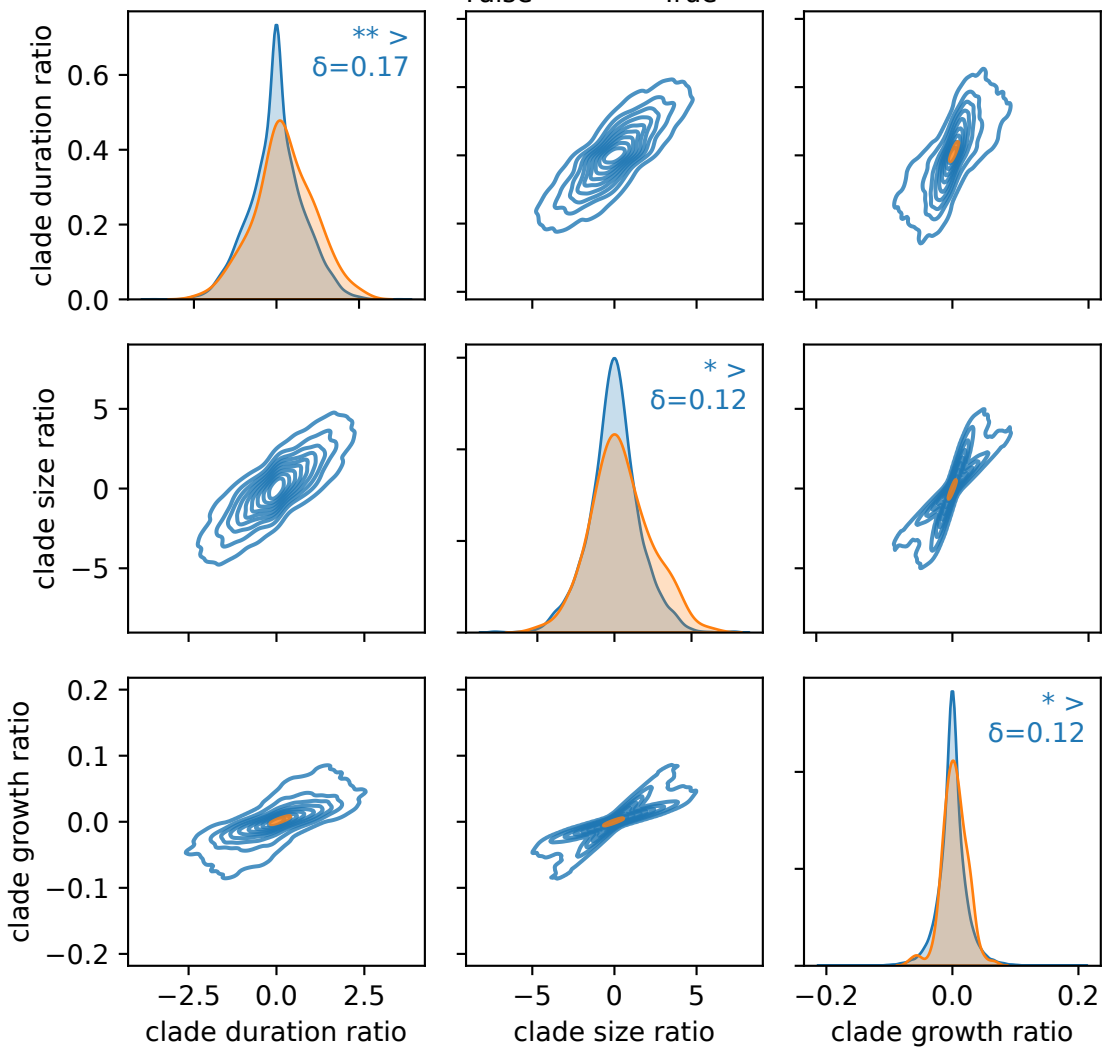 False True
clade duration ratio
0.6
0.4
0.2
0.0
** >
δ=0.17
clade size ratio
5
0
−5
* >
δ=0.12
clade growth ratio
0.2
0.1
0.0
−0.1
−0.2
* >
δ=0.12
−2.5 0.0 2.5
−5 0 5
−0.2 0.0 0.2
clade duration ratio
clade size ratio
clade growth ratio